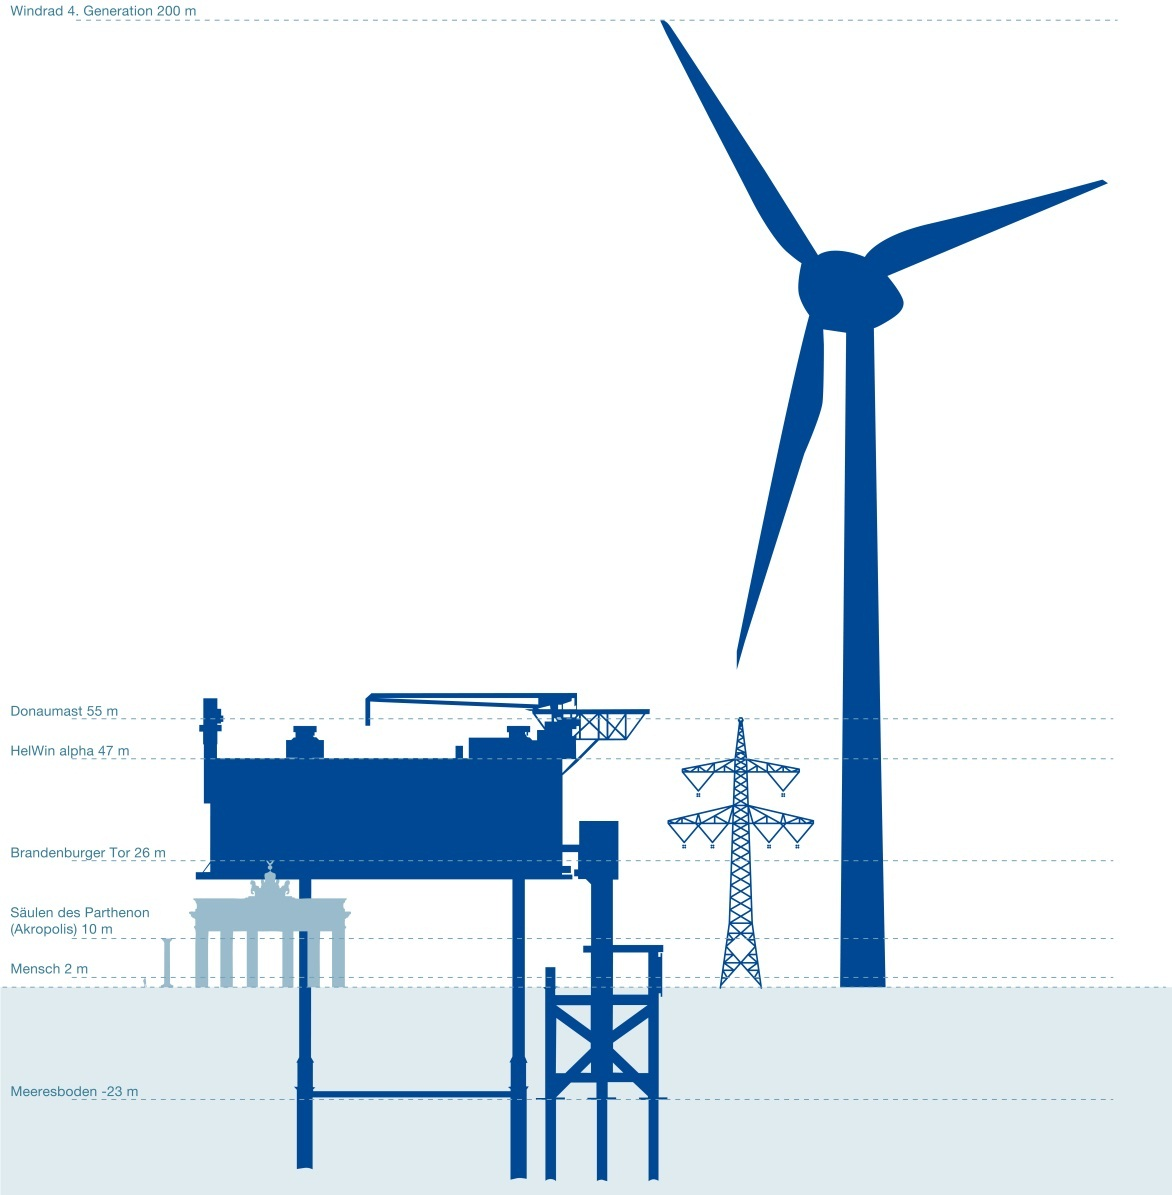 Windrad 4. Generation 200 m
Donaumast 55 m
HelWin alpha 47 m
Brandenburger Tor 26 m
Säulen des Parthenon
(Akropolis) 10 m
Mensch 2 m
Meeresboden -23 m